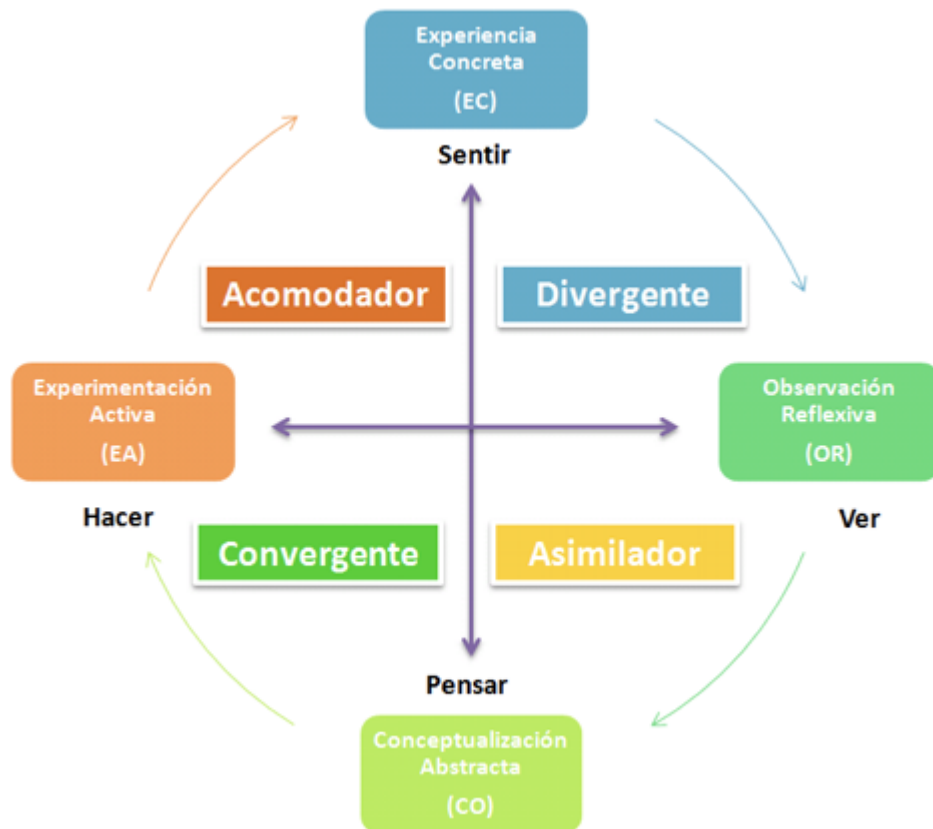 Experiencia
Concreta
(EC)
Sentir
Acomodador
Divergente
Experimentación
Activa
(EA)
Hacer
Observación
Reflexiva
(OR)
Ver
Convergente
Asimilador
Pensar
Conceptualización
Abstracta
(CO)